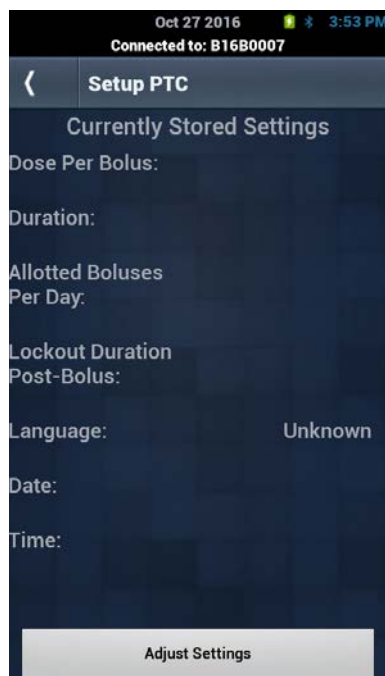 Oct 27 2016 3:53 PM
Connected to: B16B0007
Setup PTC
Currently Stored Settings
Dose Per Bolus:
Duration:
Allotted Boluses
Per Day:
Lockout Duration
Post-Bolus:
Language: Unknown
Date:
Time:
Adjust Settings